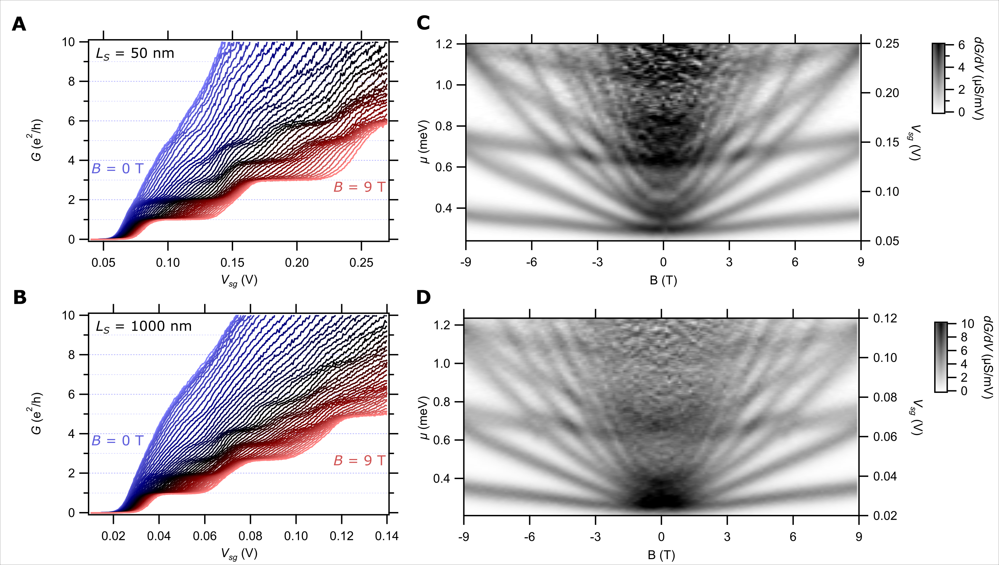 A
10
8
6
4
2
0
G (e²/h)
L_S = 50 nm
B = 0 T
B = 9 T
0.05 0.10 0.15 0.20 0.25
V_sg (V)
C
1.2
1.0
0.8
0.6
0.4
μ (meV)
0.25
0.20
0.15
0.10
0.05
V_sg (V)
-9 -6 -3 0 3 6 9
B (T)
6
4
2
0
dG/dV (μS/mV)
B
10
8
6
4
2
0
G (e²/h)
L_S = 1000 nm
B = 0 T
B = 9 T
0.02 0.04 0.06 0.08 0.10 0.12 0.14
V_sg (V)
D
1.2
1.0
0.8
0.6
0.4
μ (meV)
0.12
0.10
0.08
0.06
0.04
0.02
V_sg (V)
-9 -6 -3 0 3 6 9
B (T)
10
8
6
4
2
0
dG/dV (μS/mV)